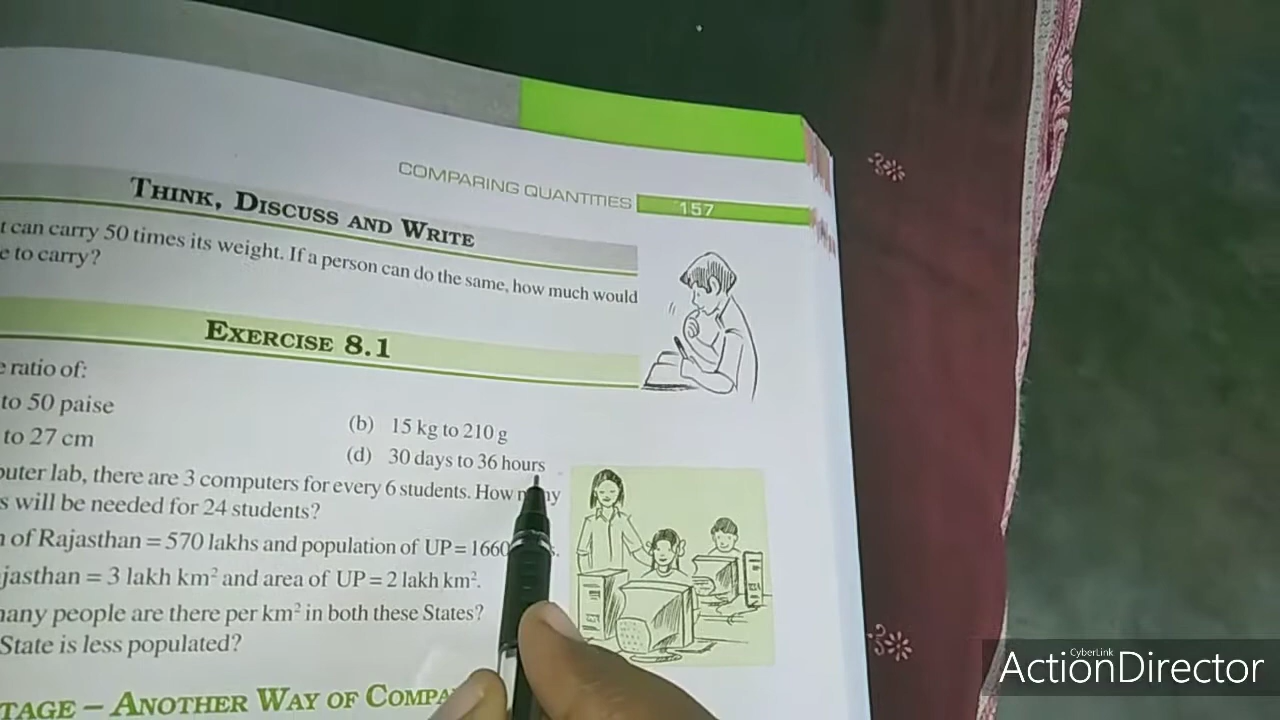 COMPARING QUANTITIES 157
THINK, DISCUSS AND WRITE
can carry 50 times its weight. If a person can do the same, how much would
to carry?
EXERCISE 8.1
ratio of:
to 50 paise
(b) 15 kg to 210 g
to 27 cm
(d) 30 days to 36 hours
lab, there are 3 computers for every 6 students. How
will be needed for 24 students?
of Rajasthan = 570 lakhs and population of UP = 1660
= 3 lakh km² and area of UP = 2 lakh km².
people are there per km² in both these States?
State is less populated?
– ANOTHER WAY OF
CyberLink
ActionDirector